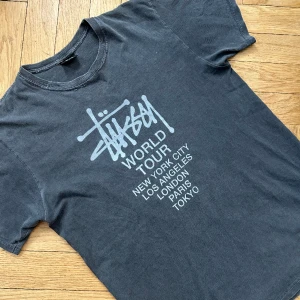 Stüssy
WORLD
TOUR
NEW YORK CITY
LOS ANGELES
LONDON
PARIS
TOKYO